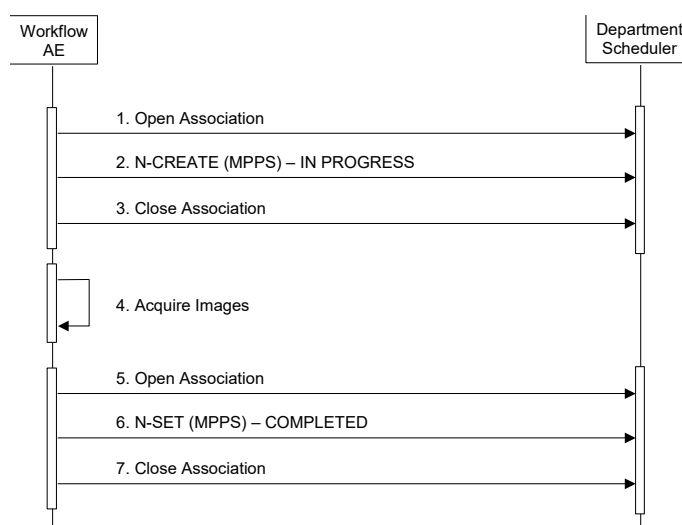 Workflow
AE
Department
Scheduler
1. Open Association
2. N-CREATE (MPPS) – IN PROGRESS
3. Close Association
4. Acquire Images
5. Open Association
6. N-SET (MPPS) – COMPLETED
7. Close Association